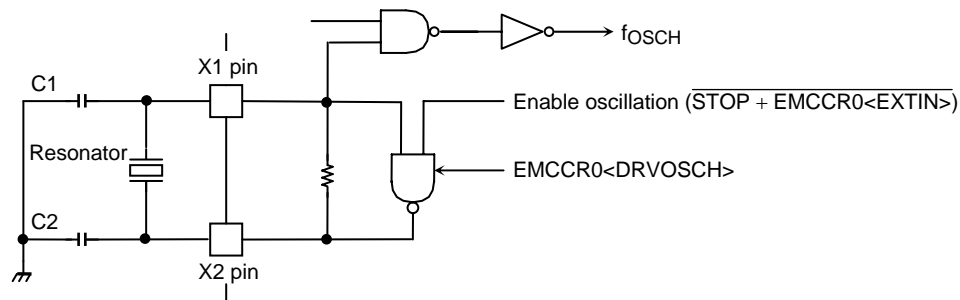 fOSCH
X1 pin
C1
Enable oscillation (STOP + EMCCR0<EXTIN>)
Resonator
EMCCR0<DRVOSCH>
C2
X2 pin